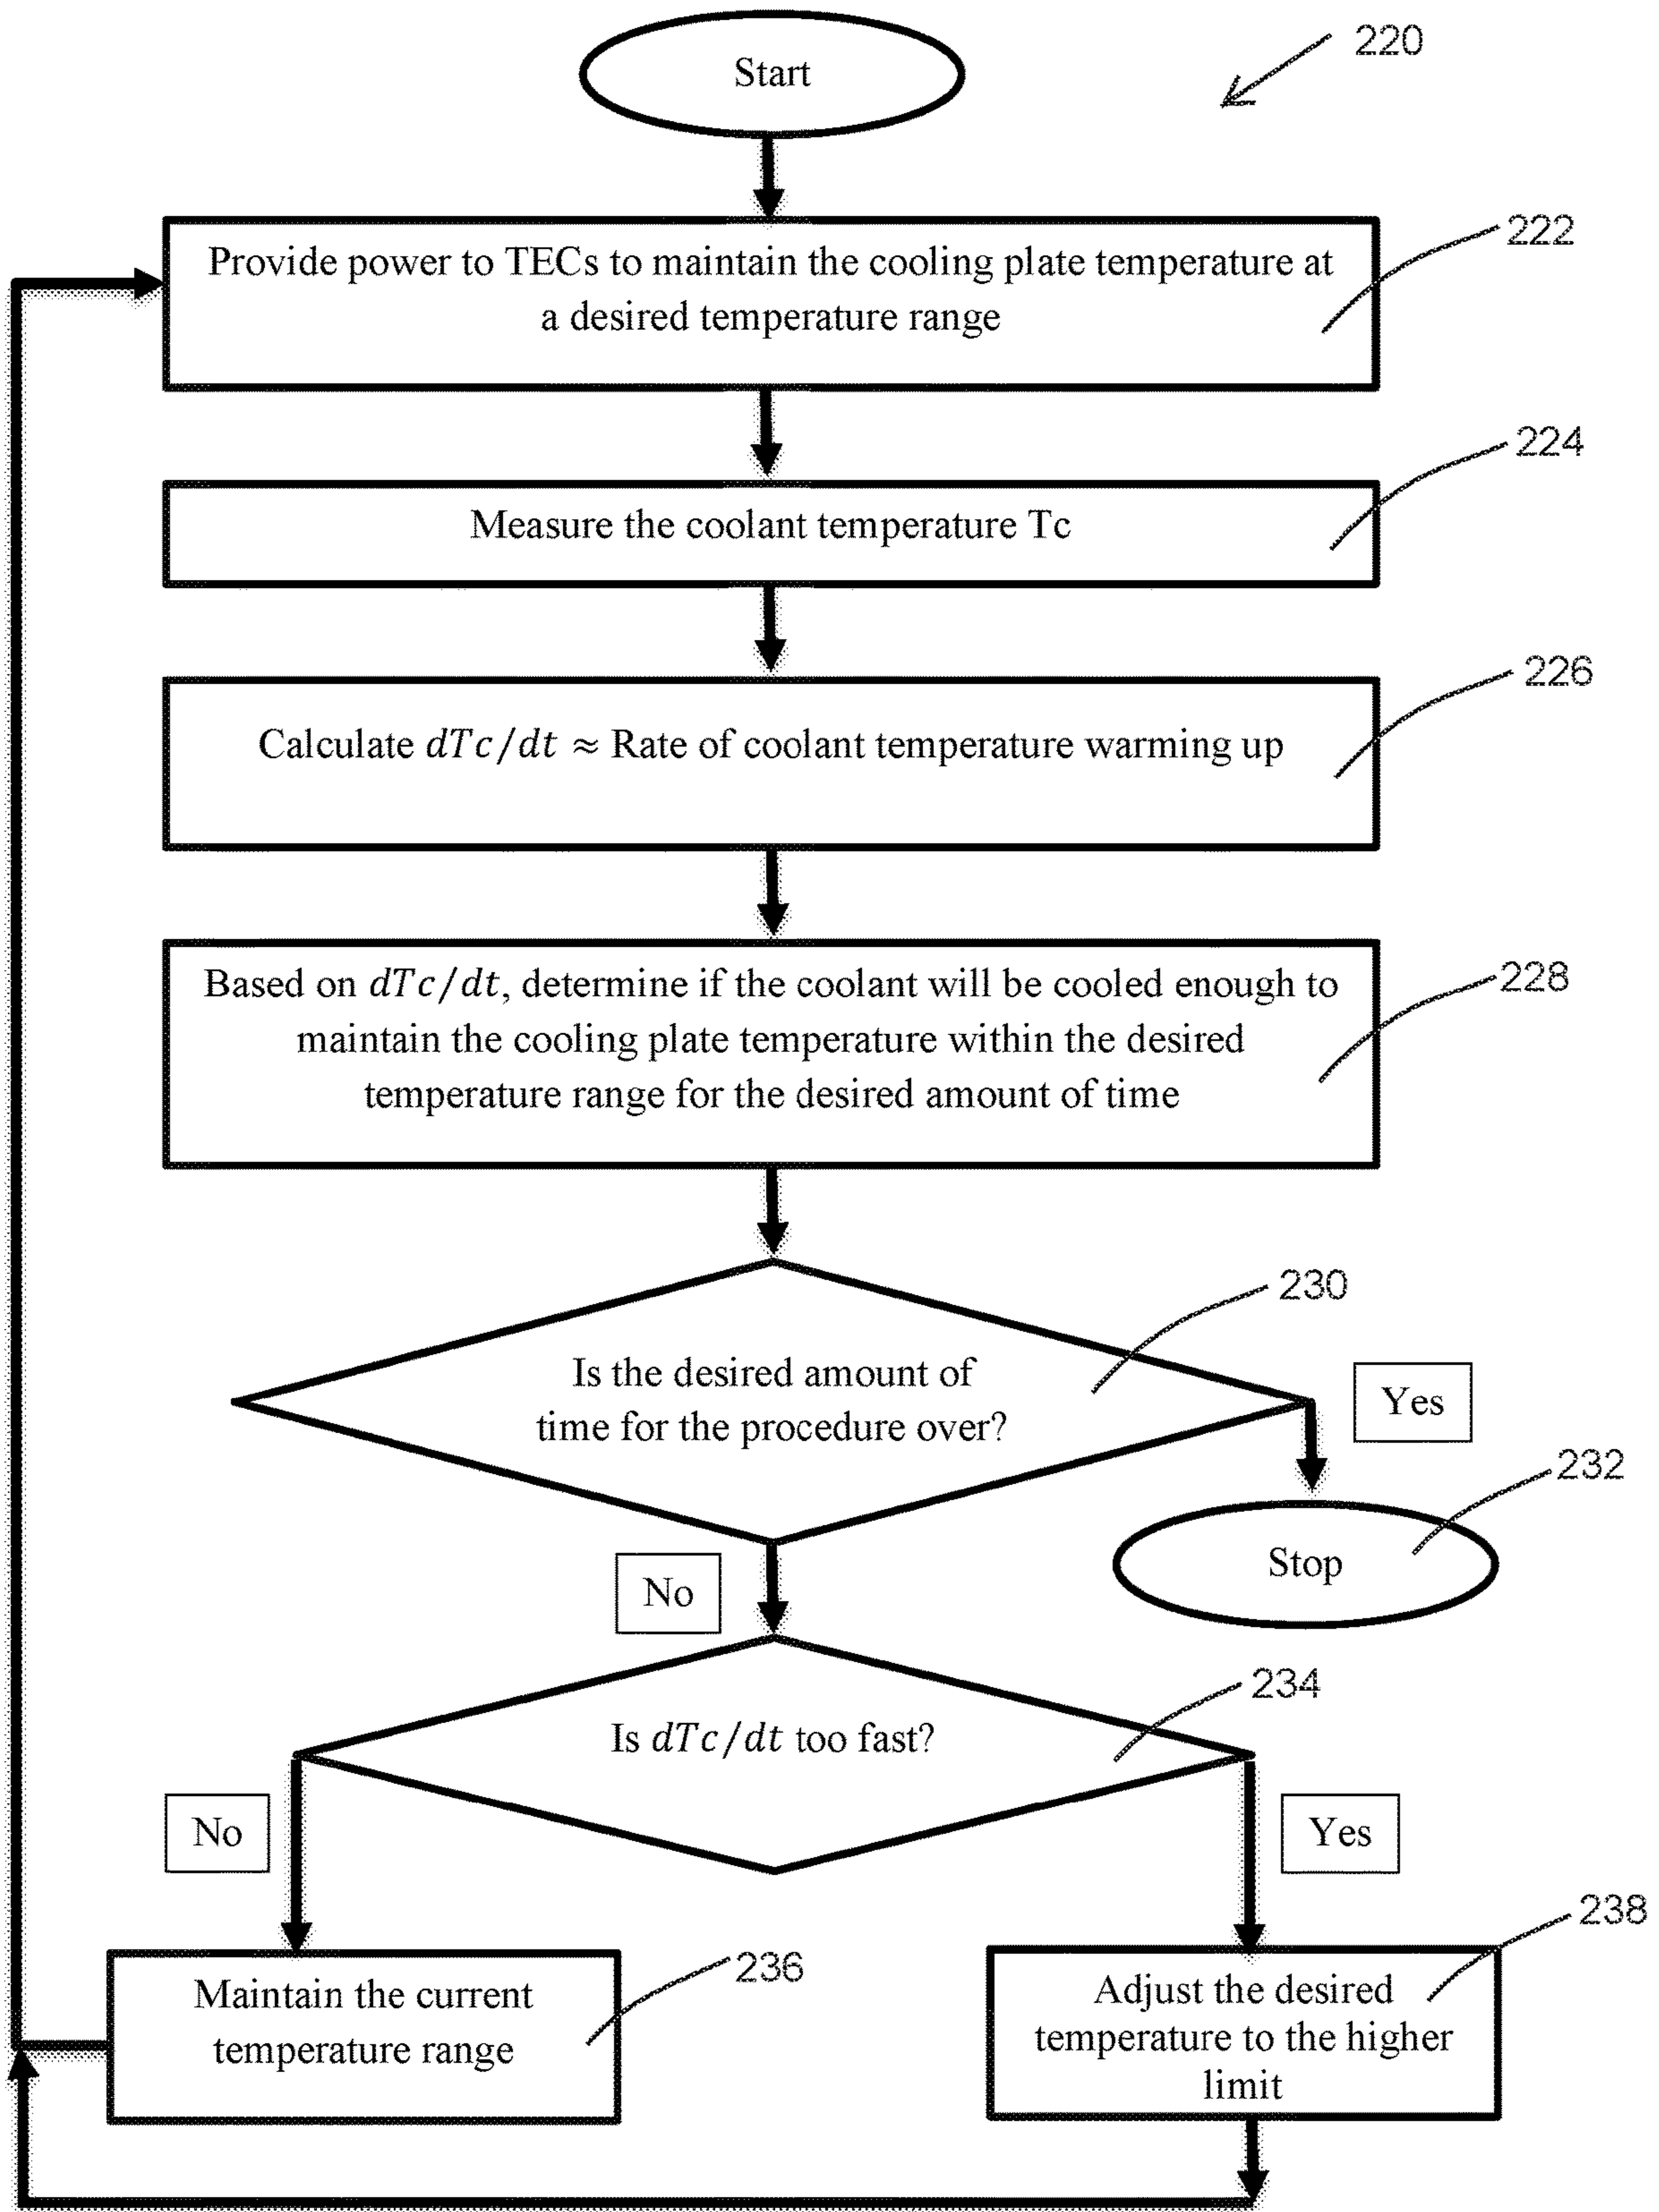 Start
220
Provide power to TECs to maintain the cooling plate temperature at
a desired temperature range
222
Measure the coolant temperature Tc
224
Calculate dTc/dt ≈ Rate of coolant temperature warming up
226
Based on dTc/dt, determine if the coolant will be cooled enough to
maintain the cooling plate temperature within the desired
temperature range for the desired amount of time
228
Is the desired amount of
time for the procedure over?
230
Yes
232
Stop
No
Is dTc/dt too fast?
234
No
Yes
Maintain the current
temperature range
236
Adjust the desired
temperature to the higher
limit
238